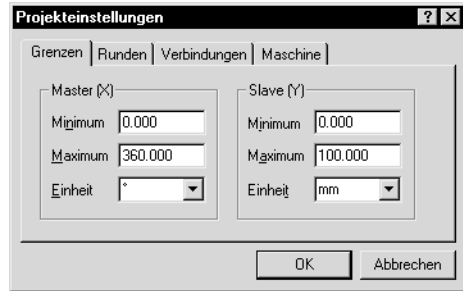 Projekteinstellungen
Grenzen Runden Verbindungen Maschine
Master (X) Slave (Y)
Minimum 0.000 Minimum 0.000
Maximum 360.000 Maximum 100.000
Einheit ° Einheit mm
OK Abbrechen